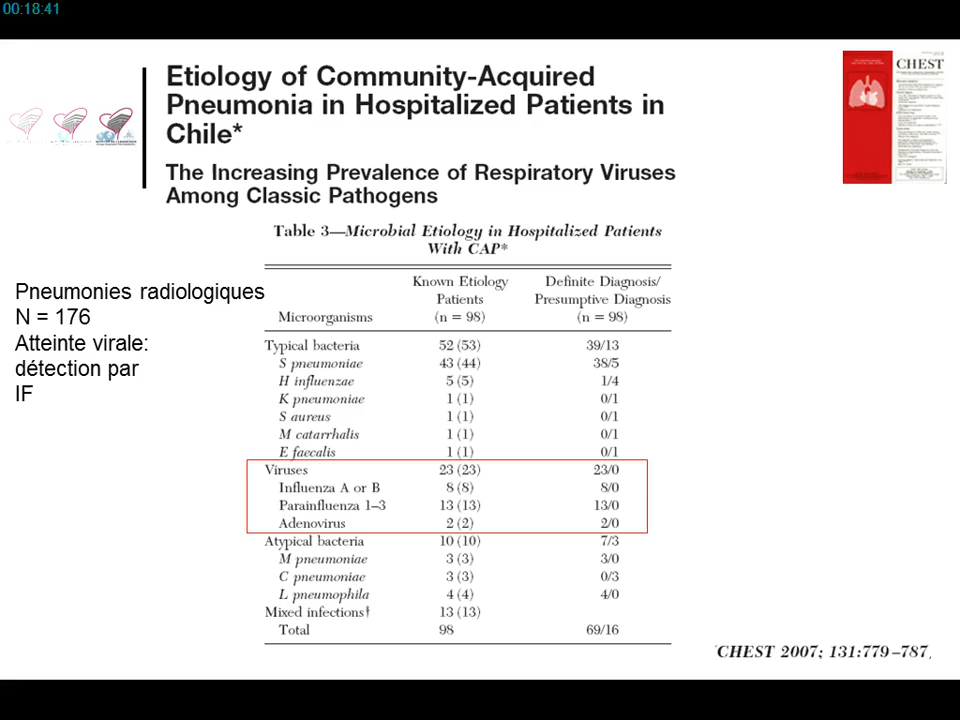 00:18:41
Etiology of Community-Acquired
Pneumonia in Hospitalized Patients in
Chile*
The Increasing Prevalence of Respiratory Viruses
Among Classic Pathogens
CHEST
Pneumonies radiologiques
N = 176
Atteinte virale:
détection par
IF
Table 3—Microbial Etiology in Hospitalized Patients
With CAP*
Known Etiology Definite Diagnosis/
Patients Presumptive Diagnosis
Microorganisms (n = 98) (n = 98)
Typical bacteria 52 (53) 39/13
S pneumoniae 43 (44) 38/5
H influenzae 5 (5) 1/4
K pneumoniae 1 (1) 0/1
S aureus 1 (1) 0/1
M catarrhalis 1 (1) 0/1
E faecalis 1 (1) 0/1
Viruses 23 (23) 23/0
Influenza A or B 8 (8) 8/0
Parainfluenza 1–3 13 (13) 13/0
Adenovirus 2 (2) 2/0
Atypical bacteria 10 (10) 7/3
M pneumoniae 3 (3) 3/0
C pneumoniae 3 (3) 0/3
L pneumophila 4 (4) 4/0
Mixed infections† 13 (13)
Total 98 69/16
CHEST 2007; 131:779–787